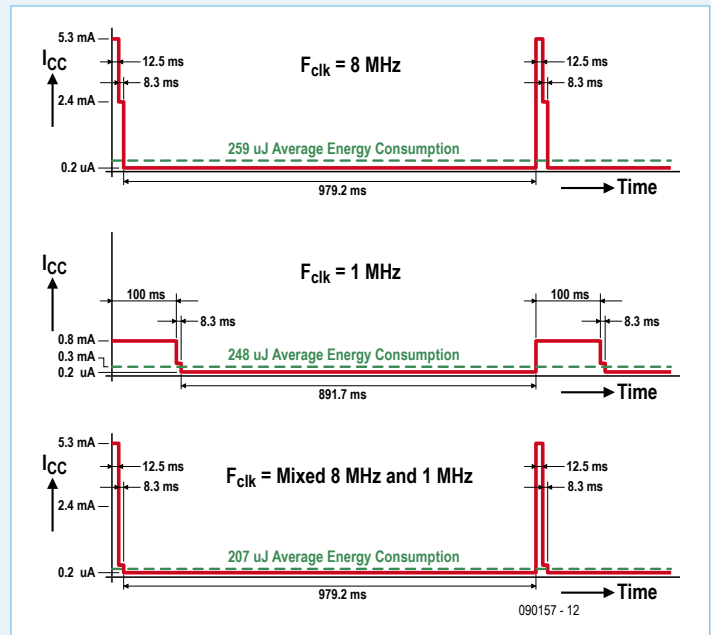 5.3 mA
ICC
12.5 ms
Fclk = 8 MHz
8.3 ms
2.4 mA
259 uJ Average Energy Consumption
0.2 uA
979.2 ms
Time
ICC
Fclk = 1 MHz
100 ms
100 ms
8.3 ms
8.3 ms
0.8 mA
0.3 mA
248 uJ Average Energy Consumption
0.2 uA
891.7 ms
Time
5.3 mA
ICC
12.5 ms
12.5 ms
Fclk = Mixed 8 MHz and 1 MHz
8.3 ms
8.3 ms
2.4 mA
207 uJ Average Energy Consumption
0.2 uA
979.2 ms
Time
090157 - 12
12.5 ms
8.3 ms